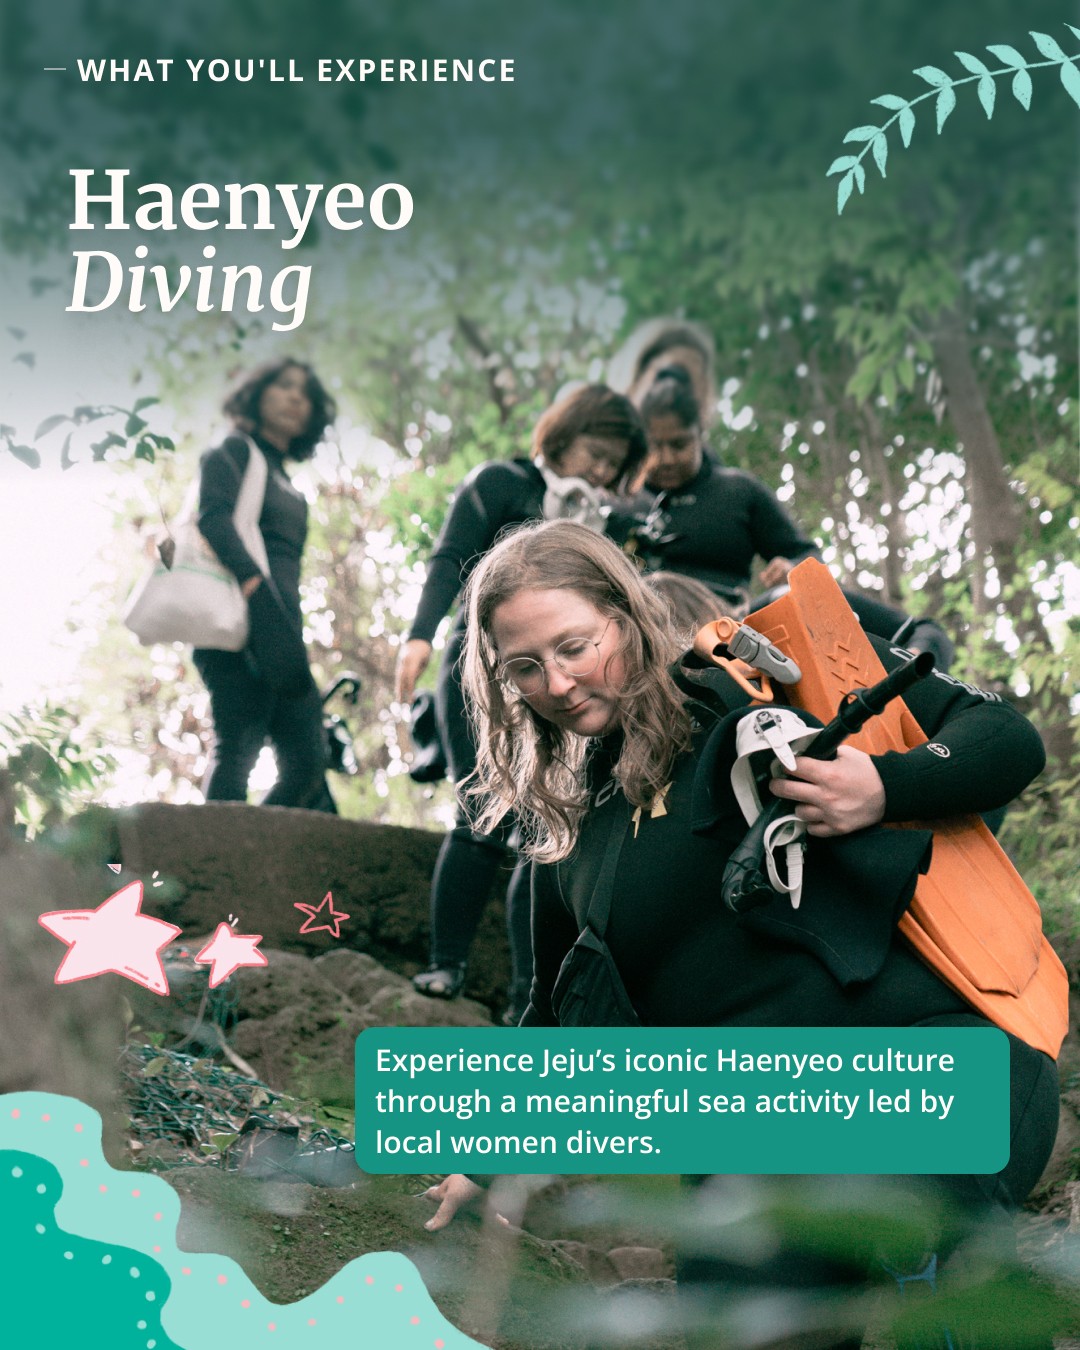 WHAT YOU'LL EXPERIENCE
Haenyeo
Diving
Experience Jeju’s iconic Haenyeo culture
through a meaningful sea activity led by
local women divers.